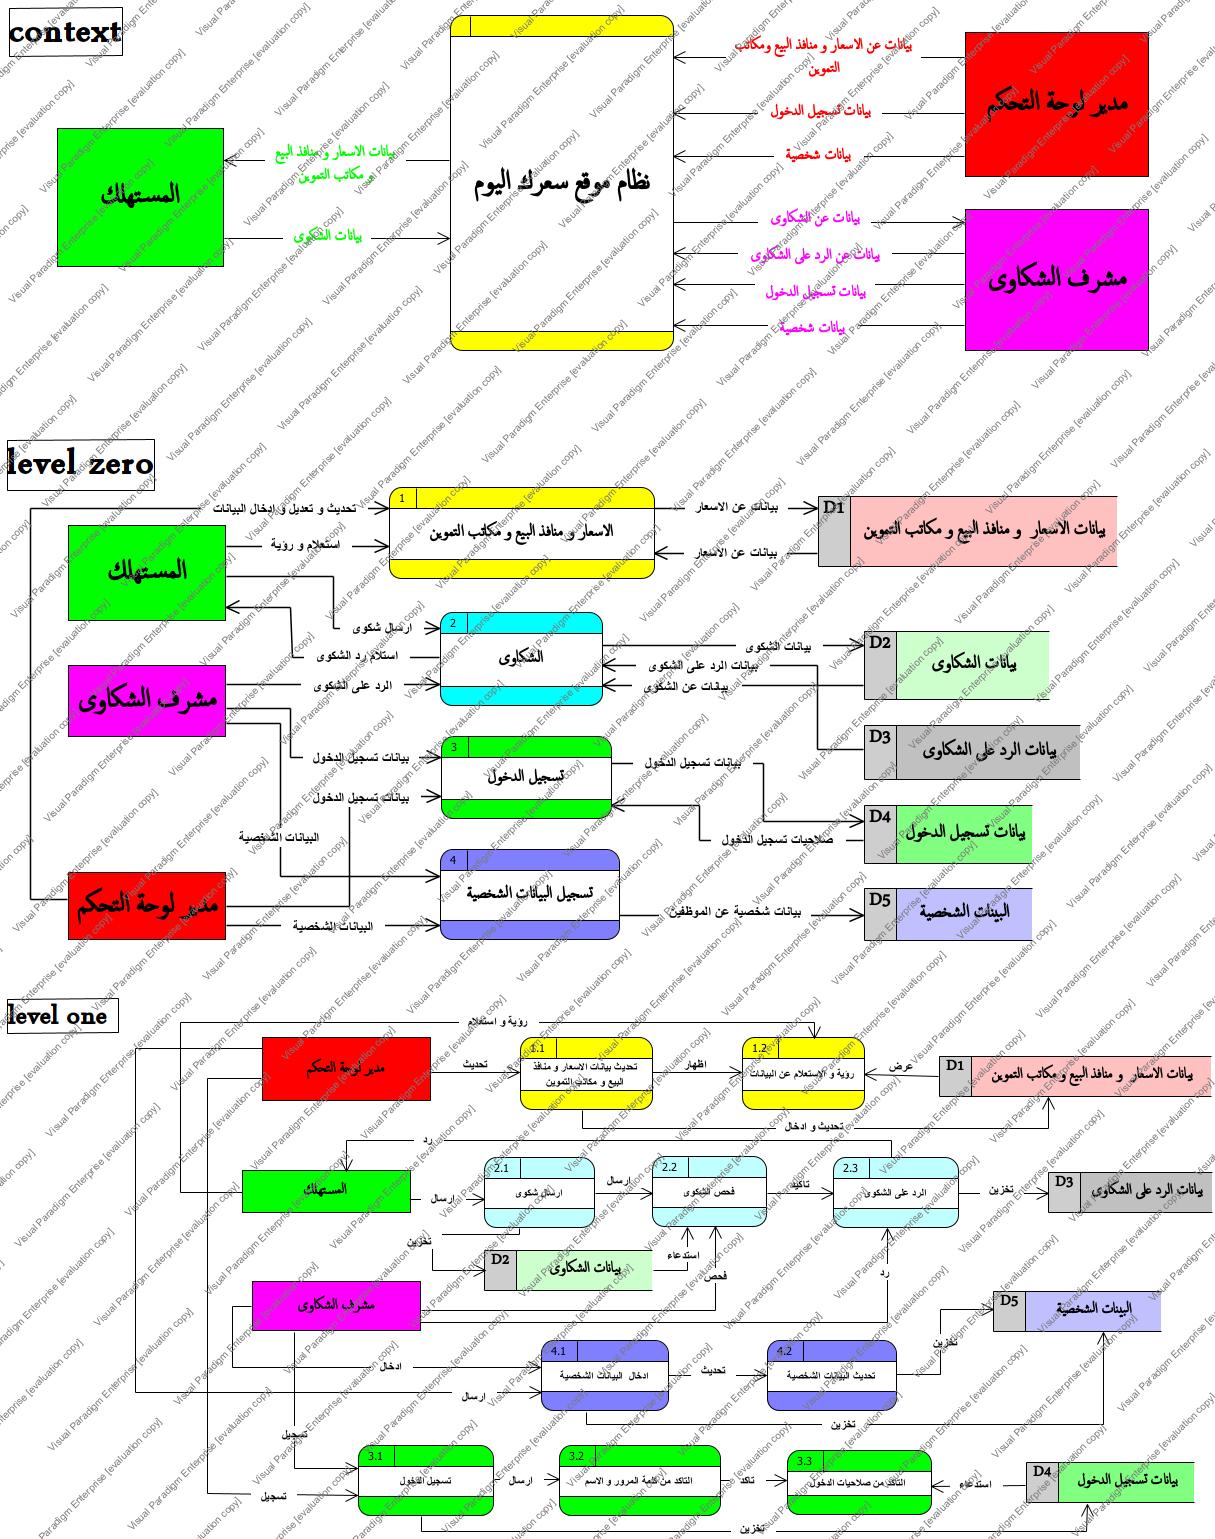 context
بيانات عن الاسعار و منافذ البيع ومكاتب
التموين
مدير لوحة التحكم
بيانات تسجيل الدخول
بيانات شخصية
نظام موقع سعرك اليوم
بيانات الاسعار و منافذ البيع
و مكاتب التموين
المستهلك
بيانات الشكوى
بيانات عن الشكاوى
بيانات عن الرد على الشكاوى
بيانات تسجيل الدخول
بيانات شخصية
مشرف الشكاوى
level zero
تحديث و تعديل و ادخال البيانات
1
بيانات عن الاسعار
D1
بيانات الاسعار و منافذ البيع و مكاتب التموين
الاسعار و منافذ البيع و مكاتب التموين
استعلام و رؤية
بيانات عن الاسعار
المستهلك
ارسال شكوى
2
بيانات الشكوى
D2
بيانات الشكاوى
استلام رد الشكوى
الشكاوى
بيانات الرد على الشكوى
الرد على الشكوى
بيانات عن الشكوى
مشرف الشكاوى
D3
بيانات الرد على الشكاوى
3
بيانات تسجيل الدخول
بيانات تسجيل الدخول
تسجيل الدخول
بيانات تسجيل الدخول
D4
بيانات تسجيل الدخول
البيانات الشخصية
صلاحيات تسجيل الدخول
4
تسجيل البيانات الشخصية
مدير لوحة التحكم
البيانات الشخصية
بيانات شخصية عن الموظفين
D5
البينات الشخصية
level one
رؤية و استعلام
مدير لوحة التحكم
تحديث
1.1
تحديث بيانات الاسعار و منافذ
البيع و مكاتب التموين
اظهار
1.2
رؤية و الاستعلام عن البيانات
عرض
D1
بيانات الاسعار و منافذ البيع و مكاتب التموين
تحديث و ادخال
رد
المستهلك
ارسال
2.1
ارسال شكوى
ارسال
2.2
فحص الشكوى
تاكيد
2.3
الرد على الشكوى
تخزين
D3
بيانات الرد على الشكاوى
تخزين
D2
بيانات الشكاوى
استدعاء
فحص
رد
مشرف الشكاوى
D5
البينات الشخصية
تخزين
ادخال
4.1
ادخال البيانات الشخصية
تحديث
4.2
تحديث البيانات الشخصية
ارسال
تخزين
تسجيل
3.1
تسجيل الدخول
ارسال
3.2
التاكد من كلمة المرور و الاسم
تاكد
3.3
التاكد من صلاحيات الدخول
استدعاء
D4
بيانات تسجيل الدخول
تسجيل
تخزين
Visual Paradigm Enterprise [evaluation copy]